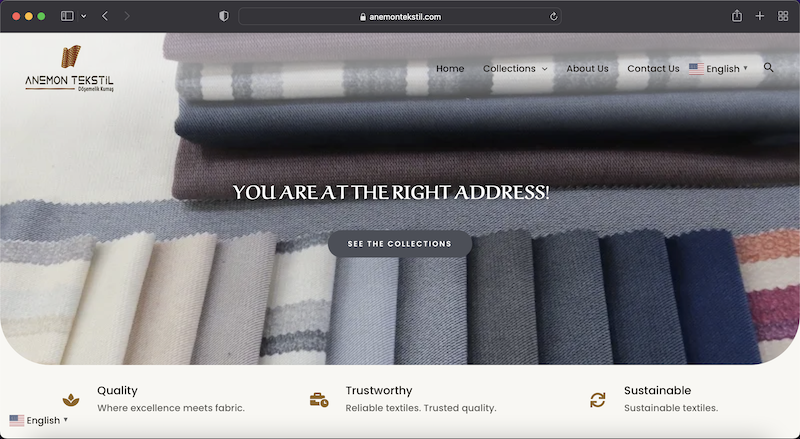 anemontekstil.com
ANEMON TEKSTIL
Döşemelik Kumaş
Home Collections About Us Contact Us English
YOU ARE AT THE RIGHT ADDRESS!
SEE THE COLLECTIONS
Quality
Where excellence meets fabric.
Trustworthy
Reliable textiles. Trusted quality.
Sustainable
Sustainable textiles.
English